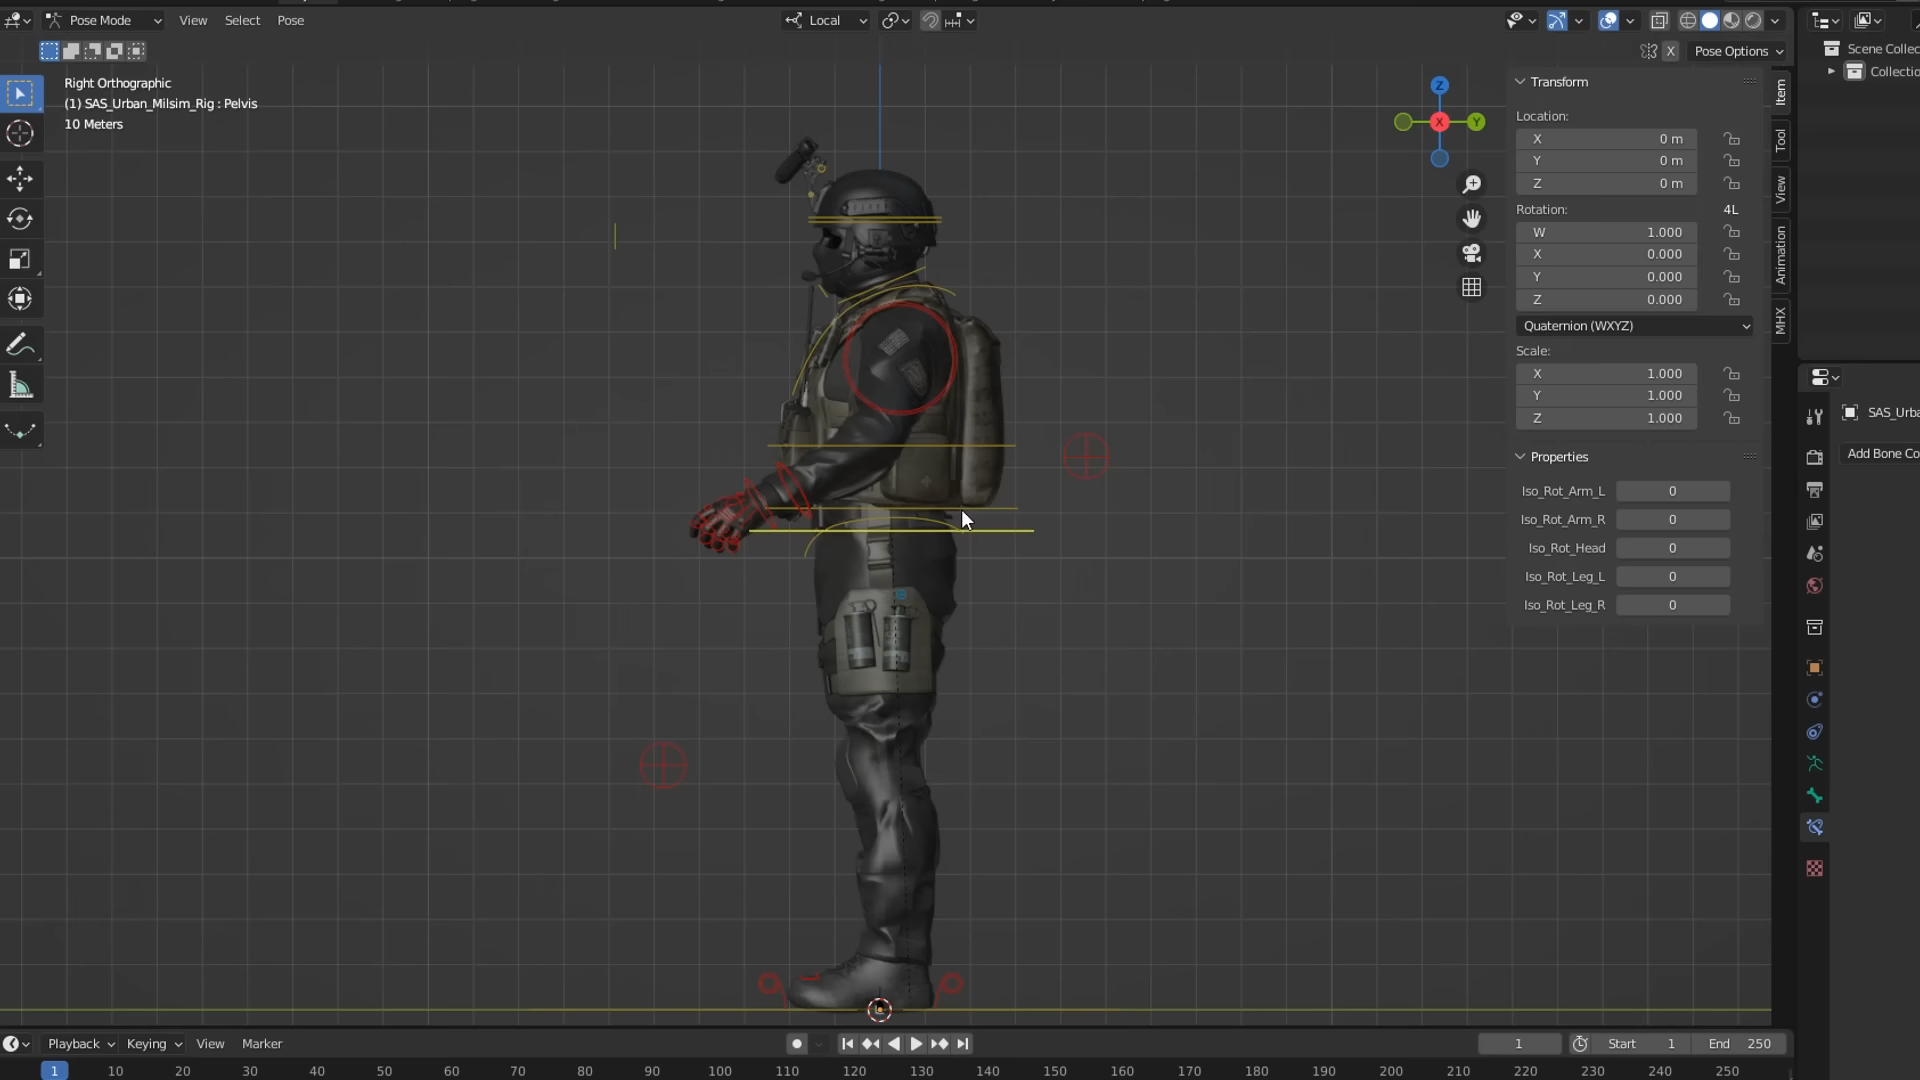 Pose Mode View Select Pose Local
X Pose Options
Right Orthographic
(1) SAS_Urban_Milsim_Rig : Pelvis
10 Meters
Z
X
Y
Transform
Location:
X 0 m
Y 0 m
Z 0 m
Rotation: 4L
W 1.000
X 0.000
Y 0.000
Z 0.000
Quaternion (WXYZ)
Scale:
X 1.000
Y 1.000
Z 1.000
Properties
Iso_Rot_Arm_L 0
Iso_Rot_Arm_R 0
Iso_Rot_Head 0
Iso_Rot_Leg_L 0
Iso_Rot_Leg_R 0
Item
Tool
View
Animation
MHX
Scene Collec
Collectio
SAS_Urba
Add Bone Co
Playback Keying View Marker 1 Start 1 End 250
1 10 20 30 40 50 60 70 80 90 100 110 120 130 140 150 160 170 180 190 200 210 220 230 240 250